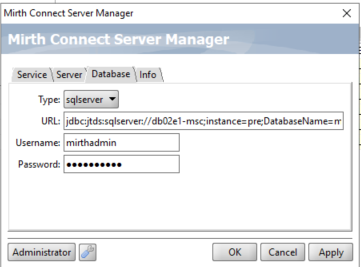 Mirth Connect Server Manager
Mirth Connect Server Manager
Service Server Database Info
Type: sqlserver
URL: jdbc:jtds:sqlserver://db02e1-msc;instance=pre;DatabaseName=m
Username: mirthadmin
Password: ●●●●●●●●●●
Administrator OK Cancel Apply